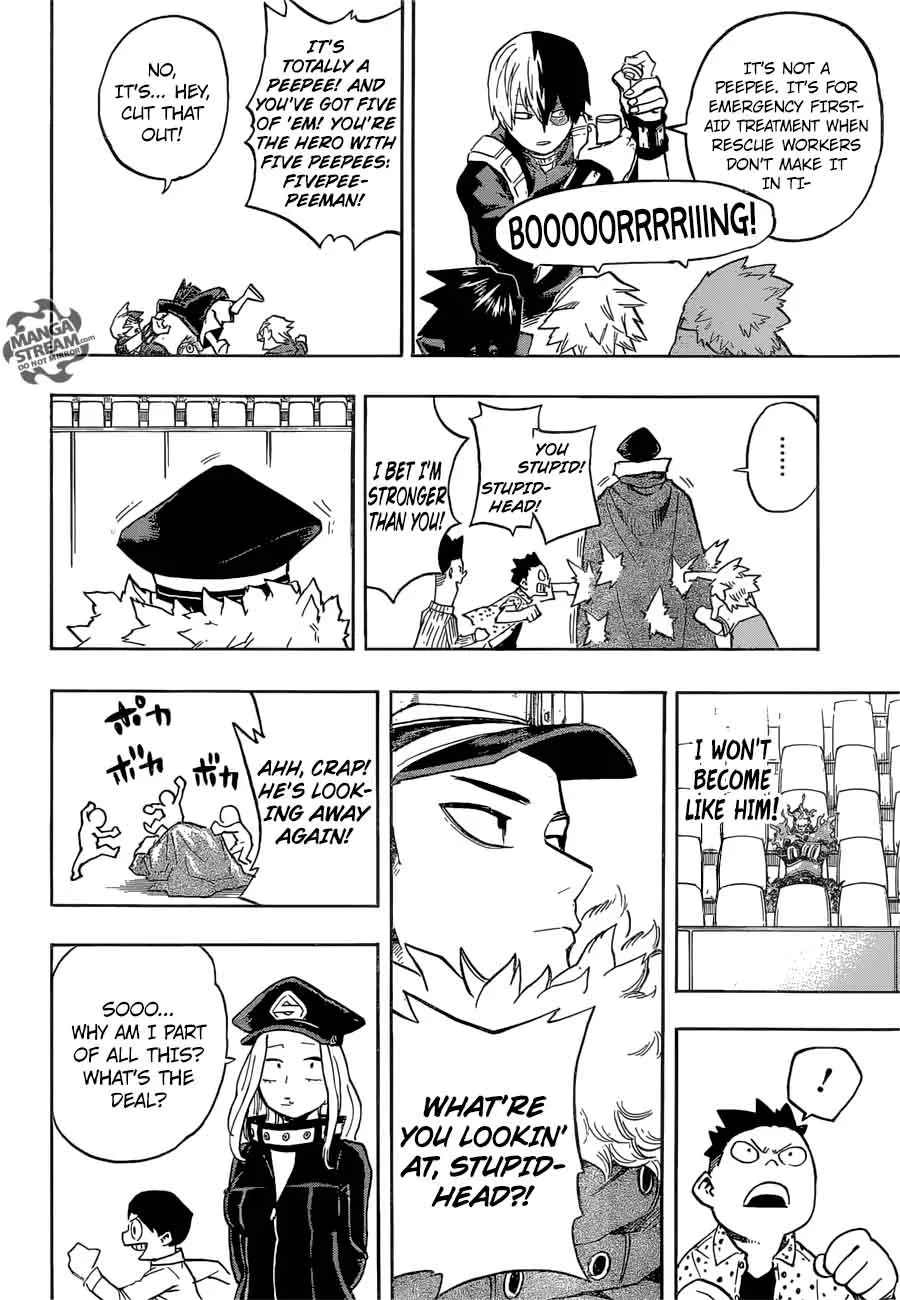 IT'S NOT A
PEEPEE. IT'S FOR
EMERGENCY FIRST-
AID TREATMENT WHEN
RESCUE WORKERS
DON'T MAKE IT
IN TI-
BOOOOORRRRIIING!
IT'S
TOTALLY A
PEEPEE! AND
YOU'VE GOT FIVE
OF 'EM! YOU'RE
THE HERO WITH
FIVE PEEPEES:
FIVEPEE-
PEEMAN!
NO,
IT'S... HEY,
CUT THAT
OUT!
MANGA
STREAM.COM
DO NOT MIRROR!
........
YOU
STUPID!
STUPID-
HEAD!
I BET I'M
STRONGER
THAN YOU!
I WON'T
BECOME
LIKE HIM!
!
WHAT'RE
YOU LOOKIN'
AT, STUPID-
HEAD?!
AHH, CRAP!
HE'S LOOK-
ING AWAY
AGAIN!
ポカ
ポカ
ボカ
SOOO...
WHY AM I PART
OF ALL THIS?
WHAT'S THE
DEAL?